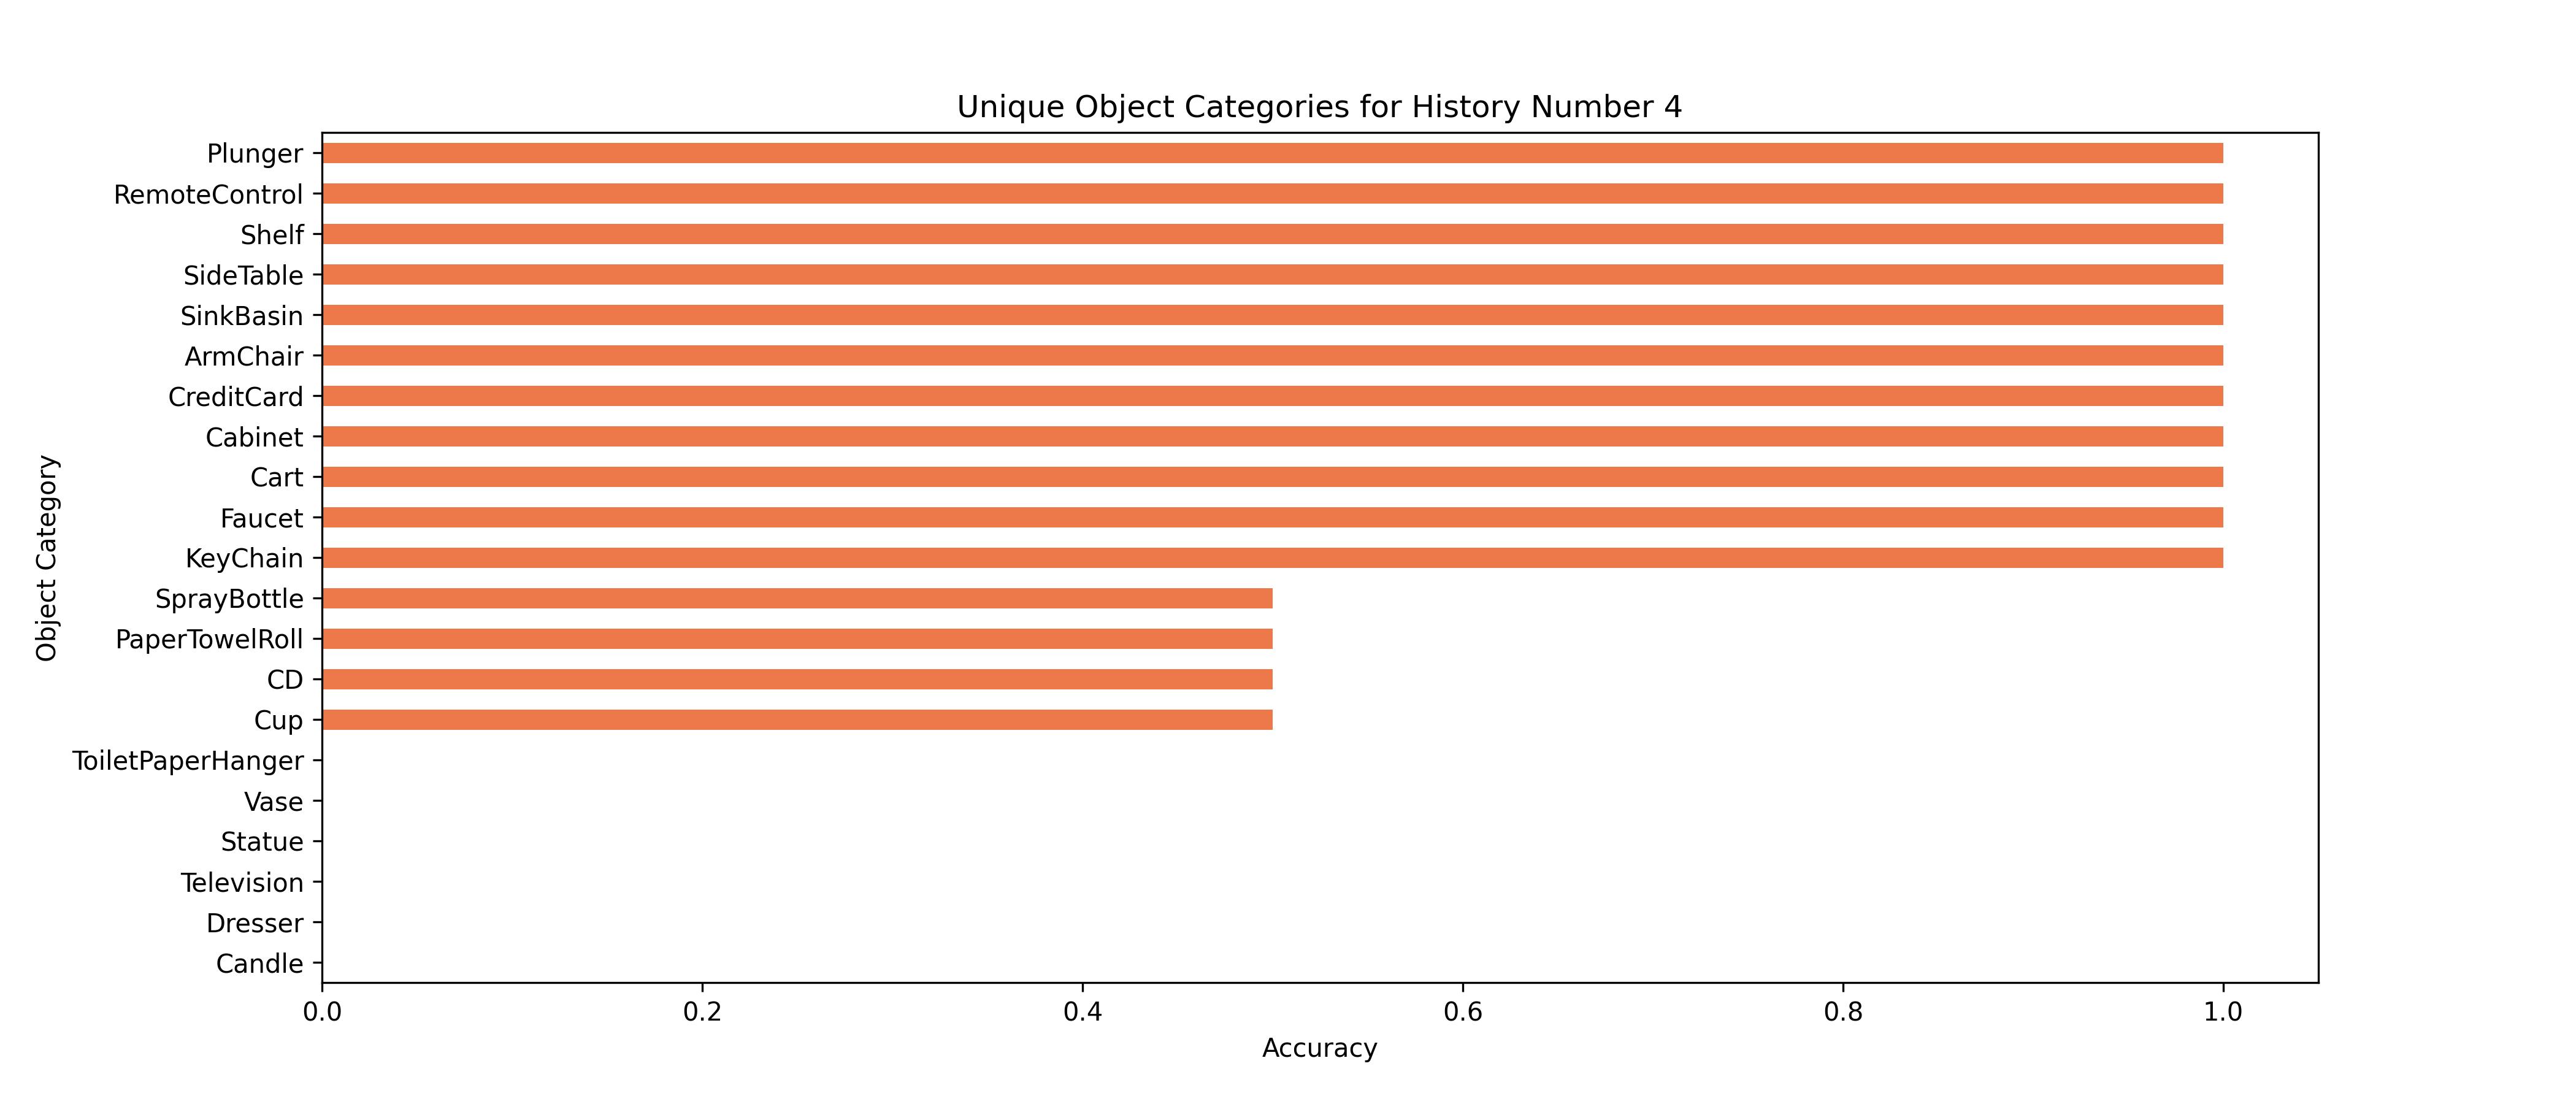 Unique Object Categories for History Number 4
Object Category
Plunger
RemoteControl
Shelf
SideTable
SinkBasin
ArmChair
CreditCard
Cabinet
Cart
Faucet
KeyChain
SprayBottle
PaperTowelRoll
CD
Cup
ToiletPaperHanger
Vase
Statue
Television
Dresser
Candle
0.0 0.2 0.4 0.6 0.8 1.0
Accuracy